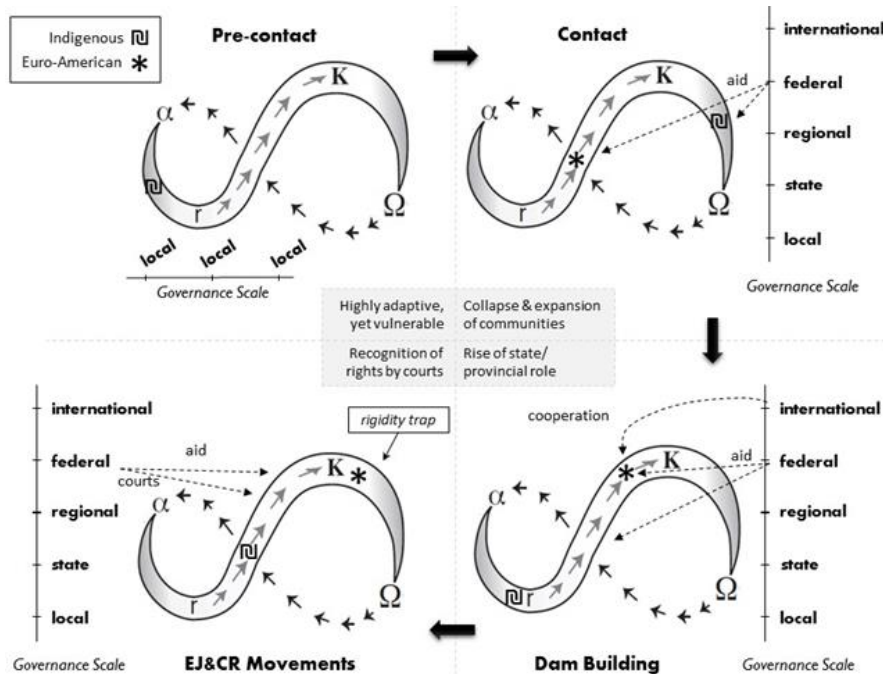 Indigenous
Euro-American
Pre-contact
α
r
K
Ω
local
local
local
Governance Scale
Contact
aid
α
r
K
Ω
international
federal
regional
state
local
Governance Scale
Highly adaptive,
yet vulnerable
Collapse & expansion
of communities
Recognition of
rights by courts
Rise of state/
provincial role
international
federal
regional
state
local
Governance Scale
aid
courts
rigidity trap
α
r
K
Ω
EJ&CR Movements
cooperation
aid
α
r
K
Ω
international
federal
regional
state
local
Dam Building
Governance Scale